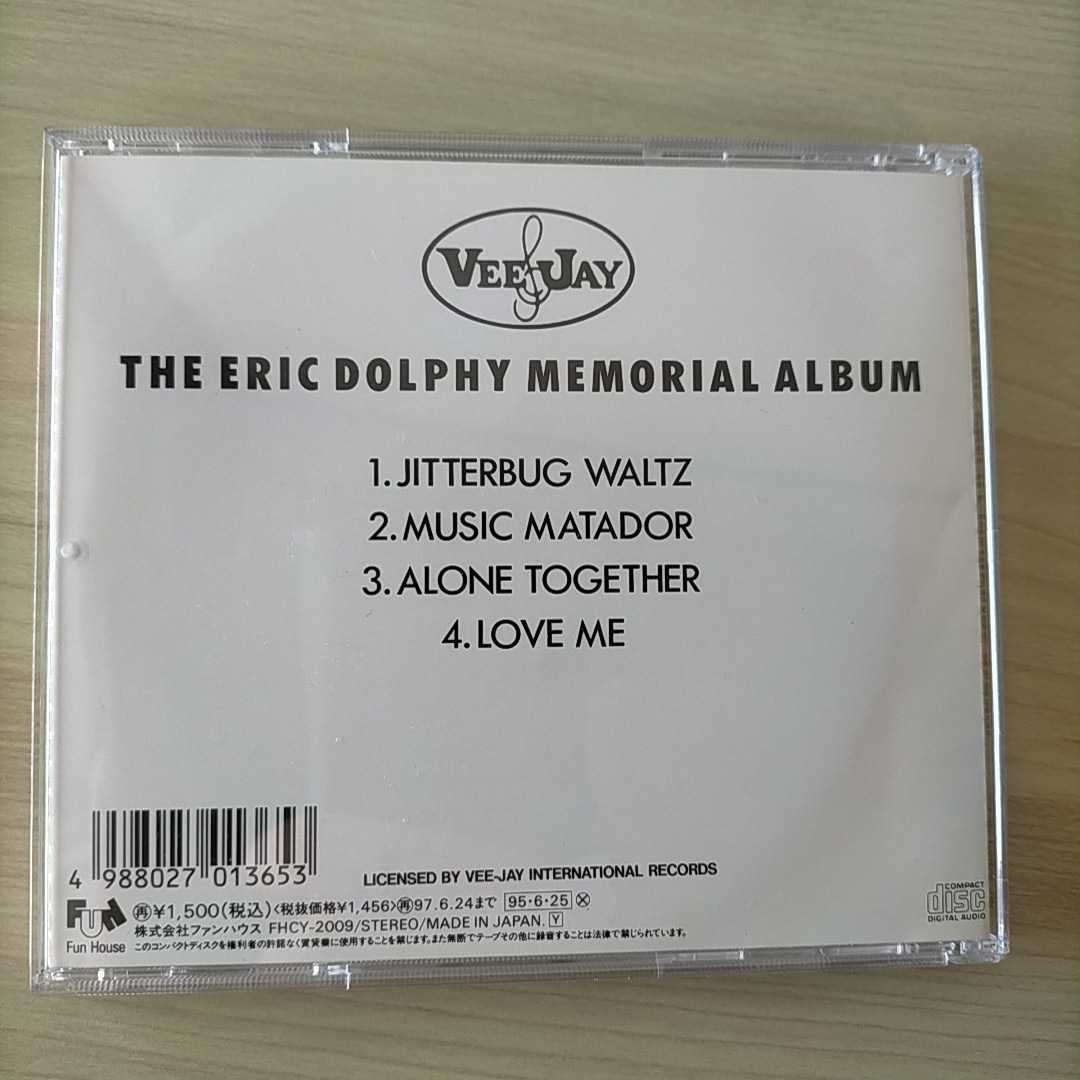 VEE JAY
THE ERIC DOLPHY MEMORIAL ALBUM
1. JITTERBUG WALTZ
2. MUSIC MATADOR
3. ALONE TOGETHER
4. LOVE ME
4 988027 013653
LICENSED BY VEE-JAY INTERNATIONAL RECORDS
Fun
Fun House
再¥1,500(税込)<税抜価格¥1,456>再97.6.24まで 95・6・25
株式会社ファンハウス FHCY-2009/STEREO/MADE IN JAPAN. Y
このコンパクトディスクを権利者の許諾なく賃貸業に使用することを禁じます。また無断でテープその他に録音することは法律で禁じられています。
COMPACT
disc
DIGITAL AUDIO